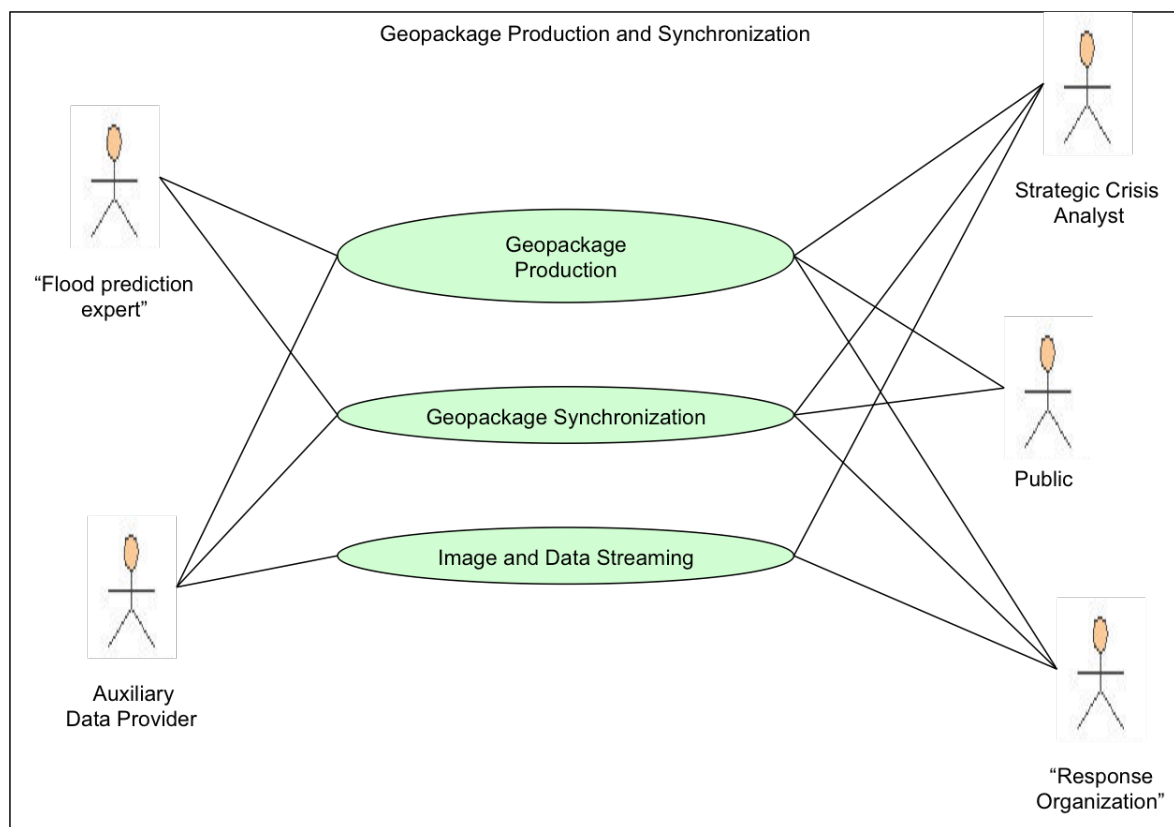 Geopackage Production and Synchronization
Strategic Crisis
Analyst
“Flood prediction
expert”
Geopackage
Production
Geopackage Synchronization
Public
Image and Data Streaming
Auxiliary
Data Provider
“Response
Organization”